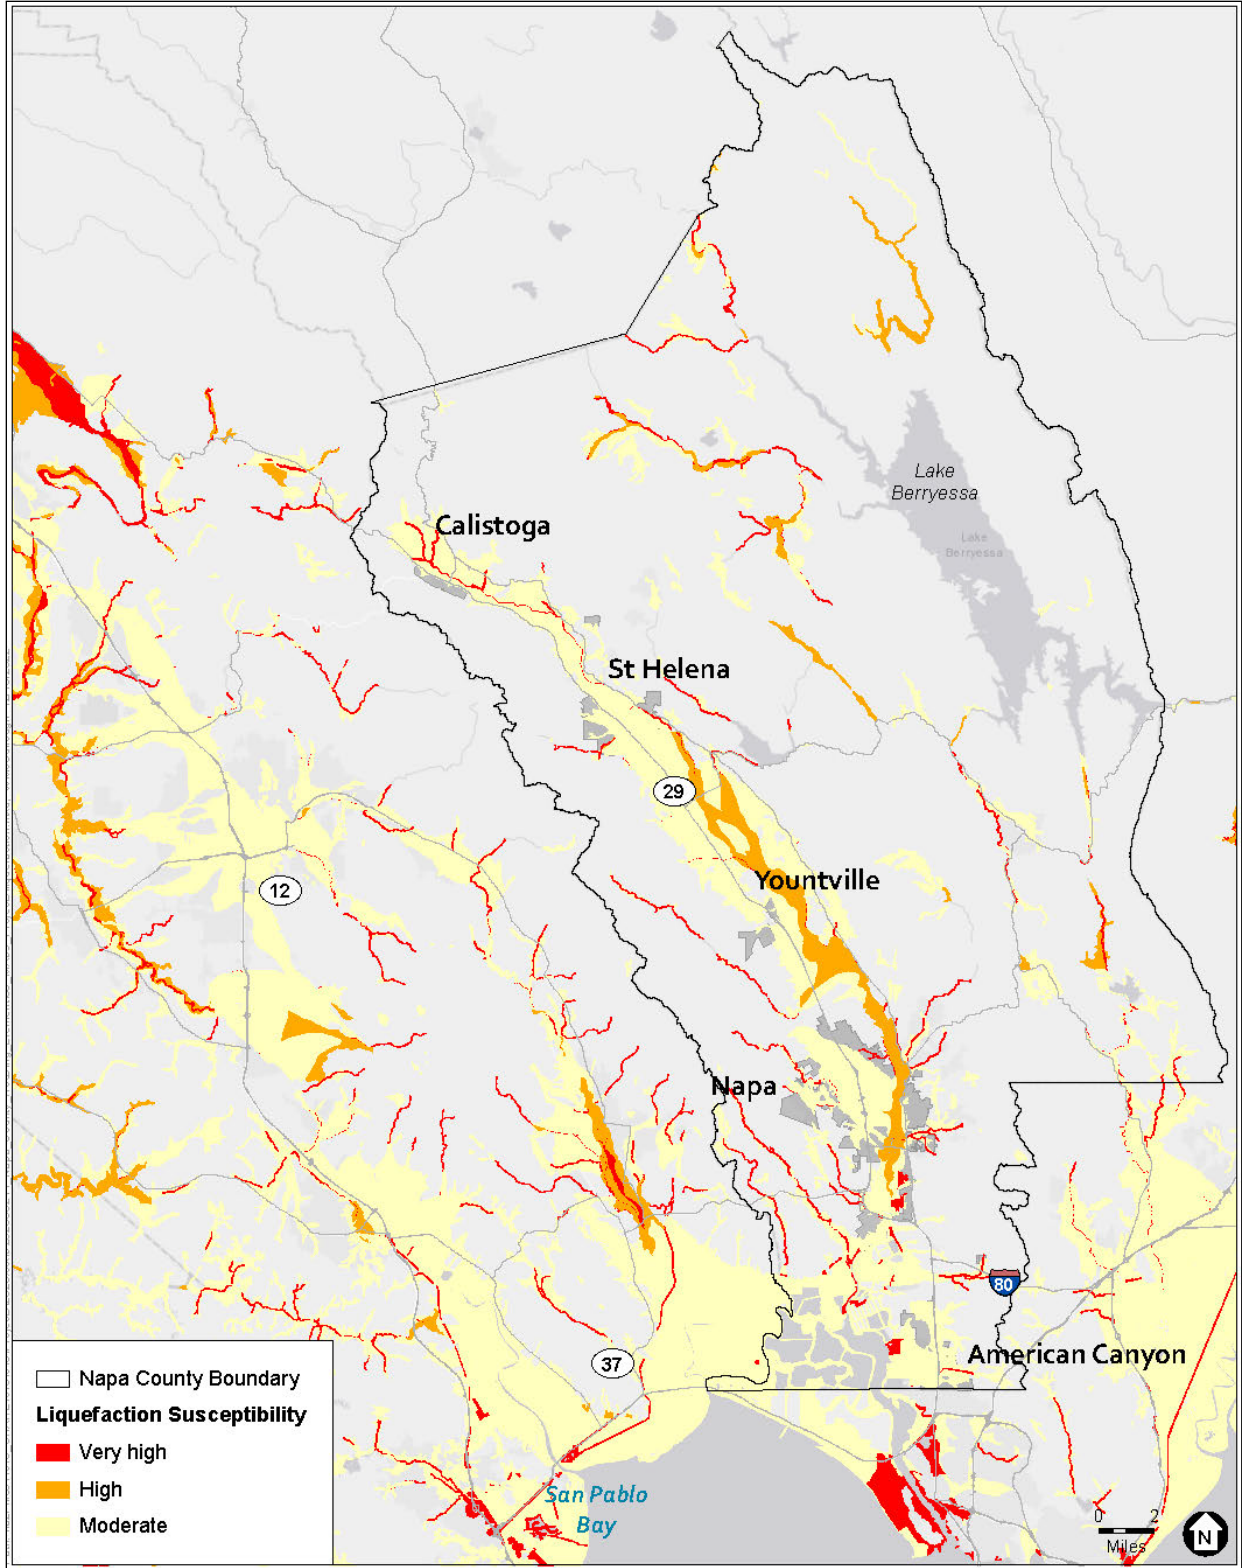 Lake
Berryessa
Lake
Berryessa
Calistoga
St Helena
29
Yountville
12
Napa
80
American Canyon
37
San Pablo
Bay
Napa County Boundary
Liquefaction Susceptibility
Very high
High
Moderate
0 2
Miles
N